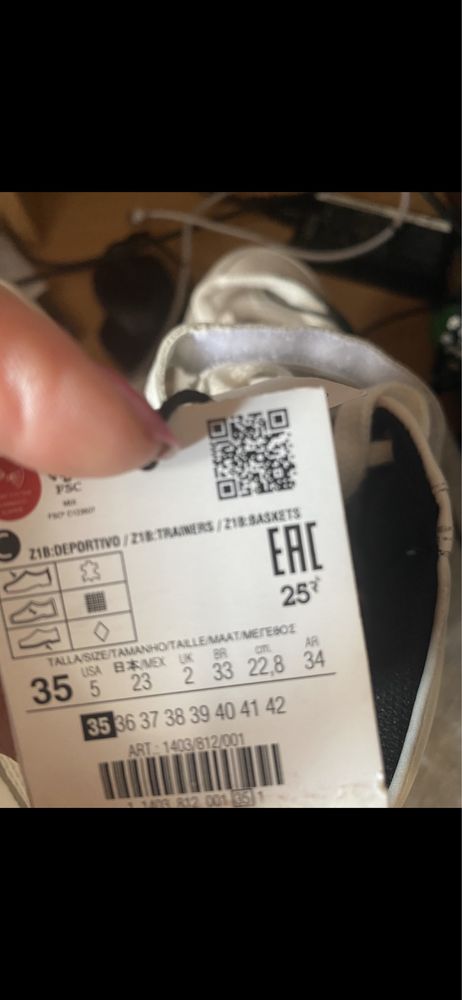 FSC
MIX
Z1B:DEPORTIVO / Z1B:TRAINERS / Z1B:BASKETS
EAC
TALLA/SIZE/TAMANHO/TAILLE/MAAT/ΜΕΓΕΘΟΣ
USA 日本/MEX UK BR cm. AR
35 5 23 2 33 22,8 34
35 36 37 38 39 40 41 42
ART.: 1403/812/001
1 1403 812 001 35 1